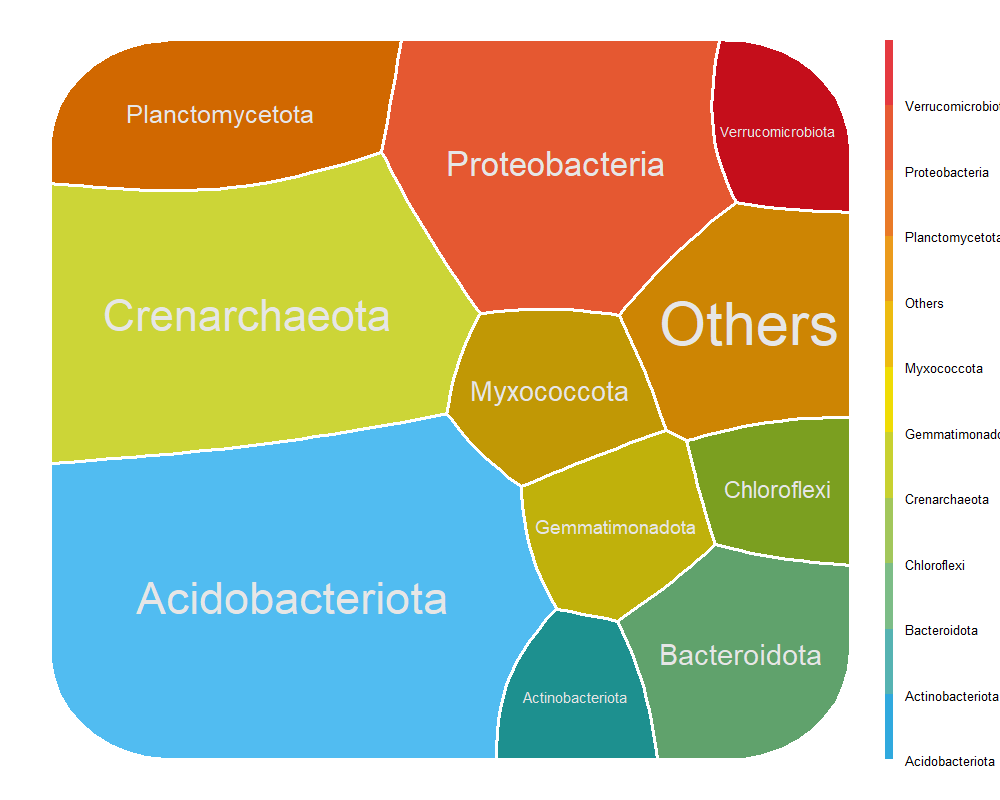 Planctomycetota
Verrucomicrobiota
Proteobacteria
Crenarchaeota
Others
Myxococcota
Chloroflexi
Gemmatimonadota
Acidobacteriota
Bacteroidota
Actinobacteriota
Verrucomicrobio
Proteobacteria
Planctomycetota
Others
Myxococcota
Gemmatimonado
Crenarchaeota
Chloroflexi
Bacteroidota
Actinobacteriota
Acidobacteriota